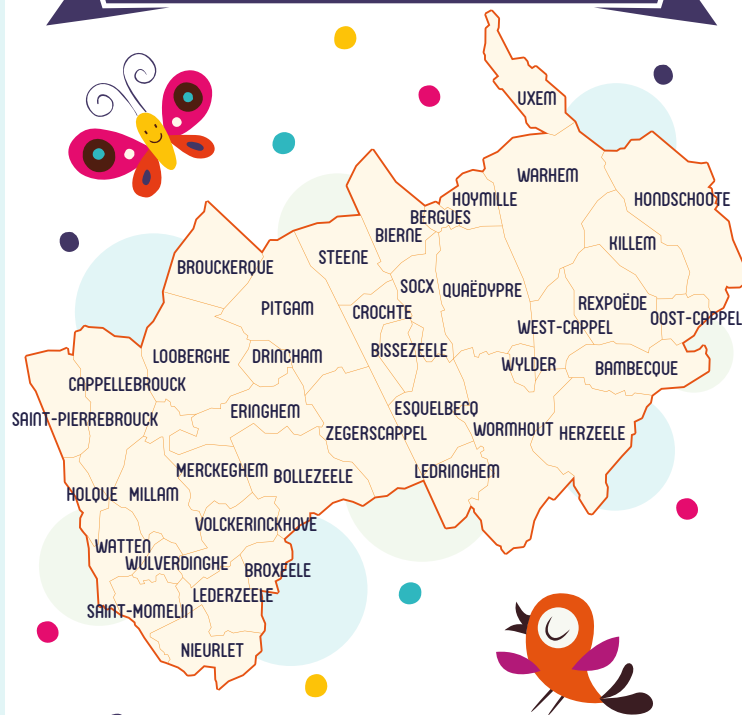 UXEM
WARHEM
HOYMILLE
HONDSCHOOTE
BERGUES
BIERNE
KILLEM
STEENE
BROUCKERQUE
SOCX
QUAËDYPRE
REXPOËDE
PITGAM
CROCHTE
OOST-CAPPEL
WEST-CAPPEL
BISSEZEELE
LOOBERGHE
DRINCHAM
WYLDER
BAMBECQUE
CAPPELLEBROUCK
ESQUELBECQ
ERINGHEM
SAINT-PIERREBROUCK
WORMHOUT
HERZEELE
ZEGERSCAPPEL
MERCKEGHEM
LEDRINGHEM
BOLLEZEELE
HOLQUE
MILLAM
VOLCKERINCKHOVE
WATTEN
WULVERDINGHE
BROXEELE
LEDERZEELE
SAINT-MOMELIN
NIEURLET